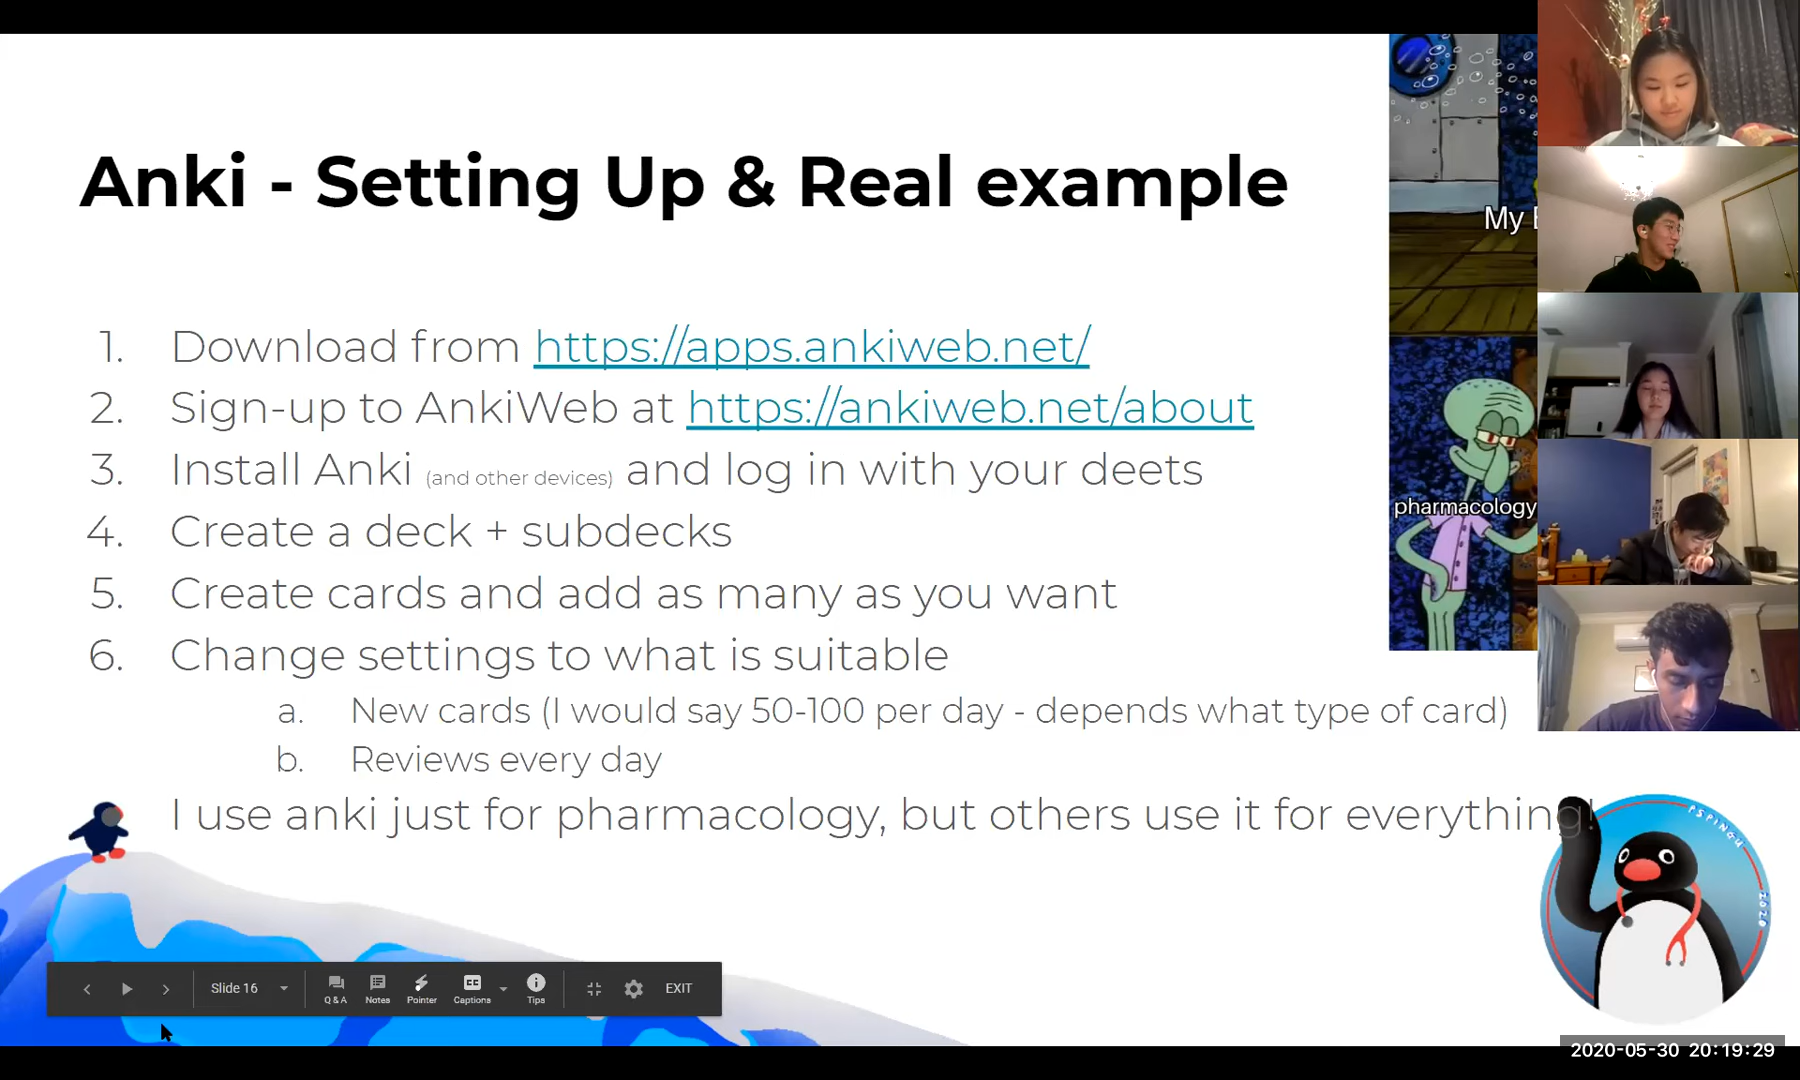 Anki - Setting Up & Real example
My
1. Download from https://apps.ankiweb.net/
2. Sign-up to AnkiWeb at https://ankiweb.net/about
3. Install Anki (and other devices) and log in with your deets
4. Create a deck + subdecks
pharmacology
5. Create cards and add as many as you want
6. Change settings to what is suitable
a. New cards (I would say 50-100 per day - depends what type of card)
b. Reviews every day
I use anki just for pharmacology, but others use it for everything!
PSPINGU
2020
Slide 16
Q & A
Notes
Pointer
CC
Captions
Tips
EXIT
2020-05-30 20:19:29